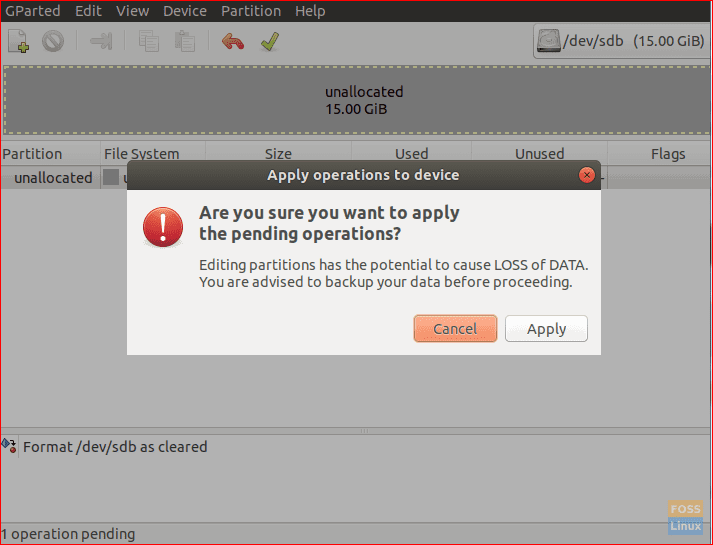 GParted Edit View Device Partition Help
/dev/sdb (15.00 GiB)
unallocated
15.00 GiB
Partition File System Size Used Unused Flags
unallocated
Apply operations to device
Are you sure you want to apply
the pending operations?
Editing partitions has the potential to cause LOSS of DATA.
You are advised to backup your data before proceeding.
Cancel Apply
Format /dev/sdb as cleared
FOSS
Linux
1 operation pending